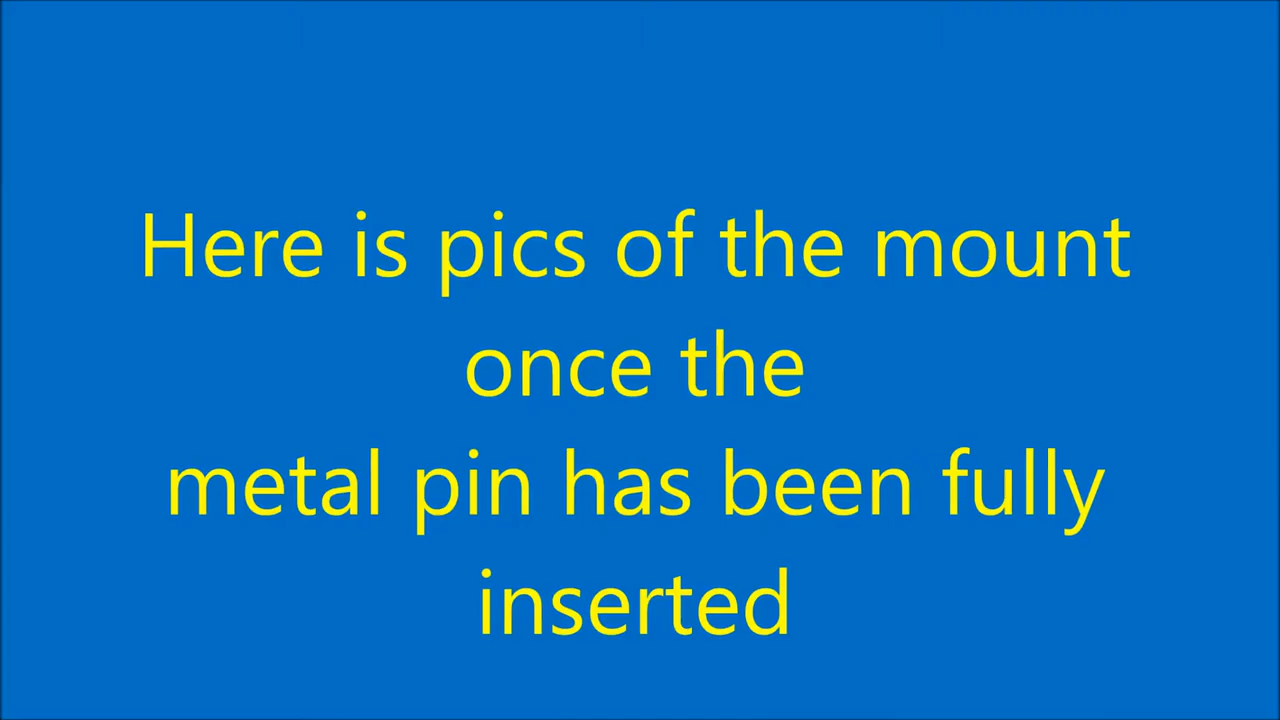 Here is pics of the mount
once the
metal pin has been fully
inserted